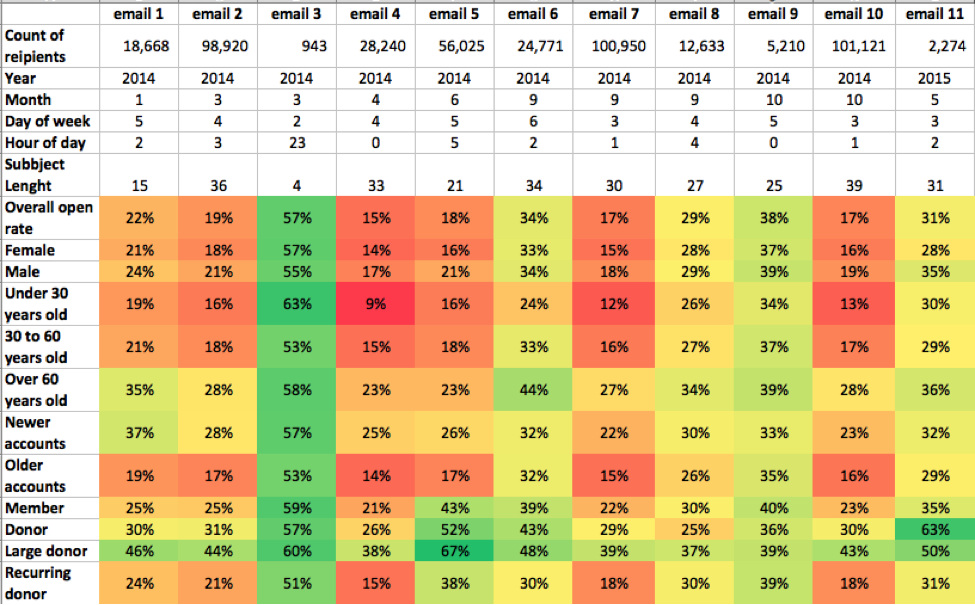 email 1 email 2 email 3 email 4 email 5 email 6 email 7 email 8 email 9 email 10 email 11
Count of
reipients 18,668 98,920 943 28,240 56,025 24,771 100,950 12,633 5,210 101,121 2,274
Year 2014 2014 2014 2014 2014 2014 2014 2014 2014 2014 2015
Month 1 3 3 4 6 9 9 9 10 10 5
Day of week 5 4 2 4 5 6 3 4 5 3 3
Hour of day 2 3 23 0 5 2 1 4 0 1 2
Subbject
Lenght 15 36 4 33 21 34 30 27 25 39 31
Overall open
rate 22% 19% 57% 15% 18% 34% 17% 29% 38% 17% 31%
Female 21% 18% 57% 14% 16% 33% 15% 28% 37% 16% 28%
Male 24% 21% 55% 17% 21% 34% 18% 29% 39% 19% 35%
Under 30
years old 19% 16% 63% 9% 16% 24% 12% 26% 34% 13% 30%
30 to 60
years old 21% 18% 53% 15% 18% 33% 16% 27% 37% 17% 29%
Over 60
years old 35% 28% 58% 23% 23% 44% 27% 34% 39% 28% 36%
Newer
accounts 37% 28% 57% 25% 26% 32% 22% 30% 33% 23% 32%
Older
accounts 19% 17% 53% 14% 17% 32% 15% 26% 35% 16% 29%
Member 25% 25% 59% 21% 43% 39% 22% 30% 40% 23% 35%
Donor 30% 31% 57% 26% 52% 43% 29% 25% 36% 30% 63%
Large donor 46% 44% 60% 38% 67% 48% 39% 37% 39% 43% 50%
Recurring
donor 24% 21% 51% 15% 38% 30% 18% 30% 39% 18% 31%